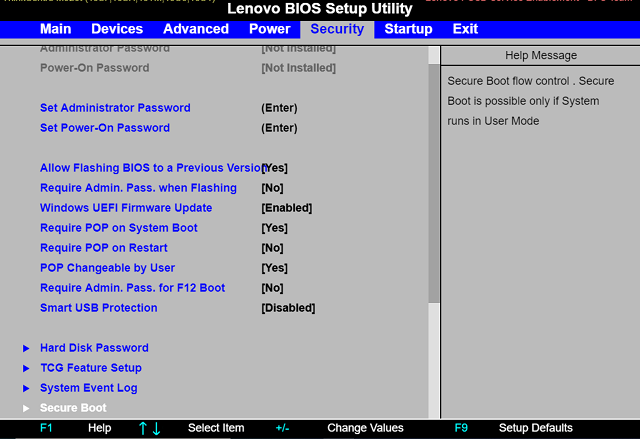 Lenovo BIOS Setup Utility
Main Devices Advanced Power Security Startup Exit
Administrator Password [Not Installed]
Power-On Password [Not Installed]
Set Administrator Password (Enter)
Set Power-On Password (Enter)
Allow Flashing BIOS to a Previous Version [Yes]
Require Admin. Pass. when Flashing [No]
Windows UEFI Firmware Update [Enabled]
Require POP on System Boot [Yes]
Require POP on Restart [No]
POP Changeable by User [Yes]
Require Admin. Pass. for F12 Boot [No]
Smart USB Protection [Disabled]
Hard Disk Password
TCG Feature Setup
System Event Log
Secure Boot
Help Message
Secure Boot flow control . Secure
Boot is possible only if System
runs in User Mode
F1 Help ↑↓ Select Item +/- Change Values F9 Setup Defaults